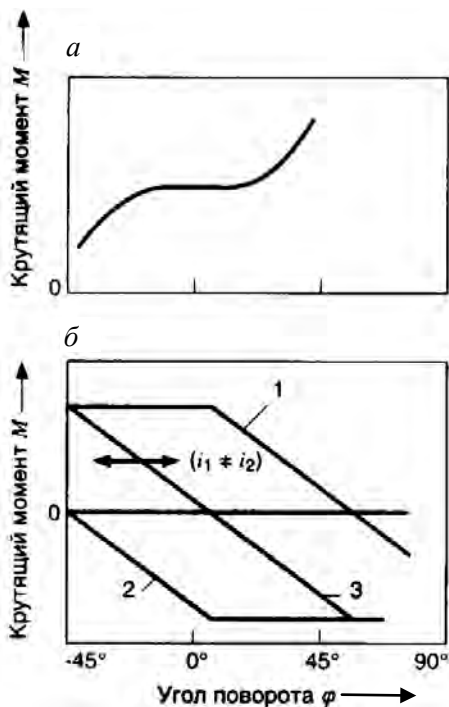 а
Крутящий момент M
0
б
Крутящий момент M
1
(i₁ ≠ i₂)
0
2
3
-45° 0° 45° 90°
Угол поворота φ